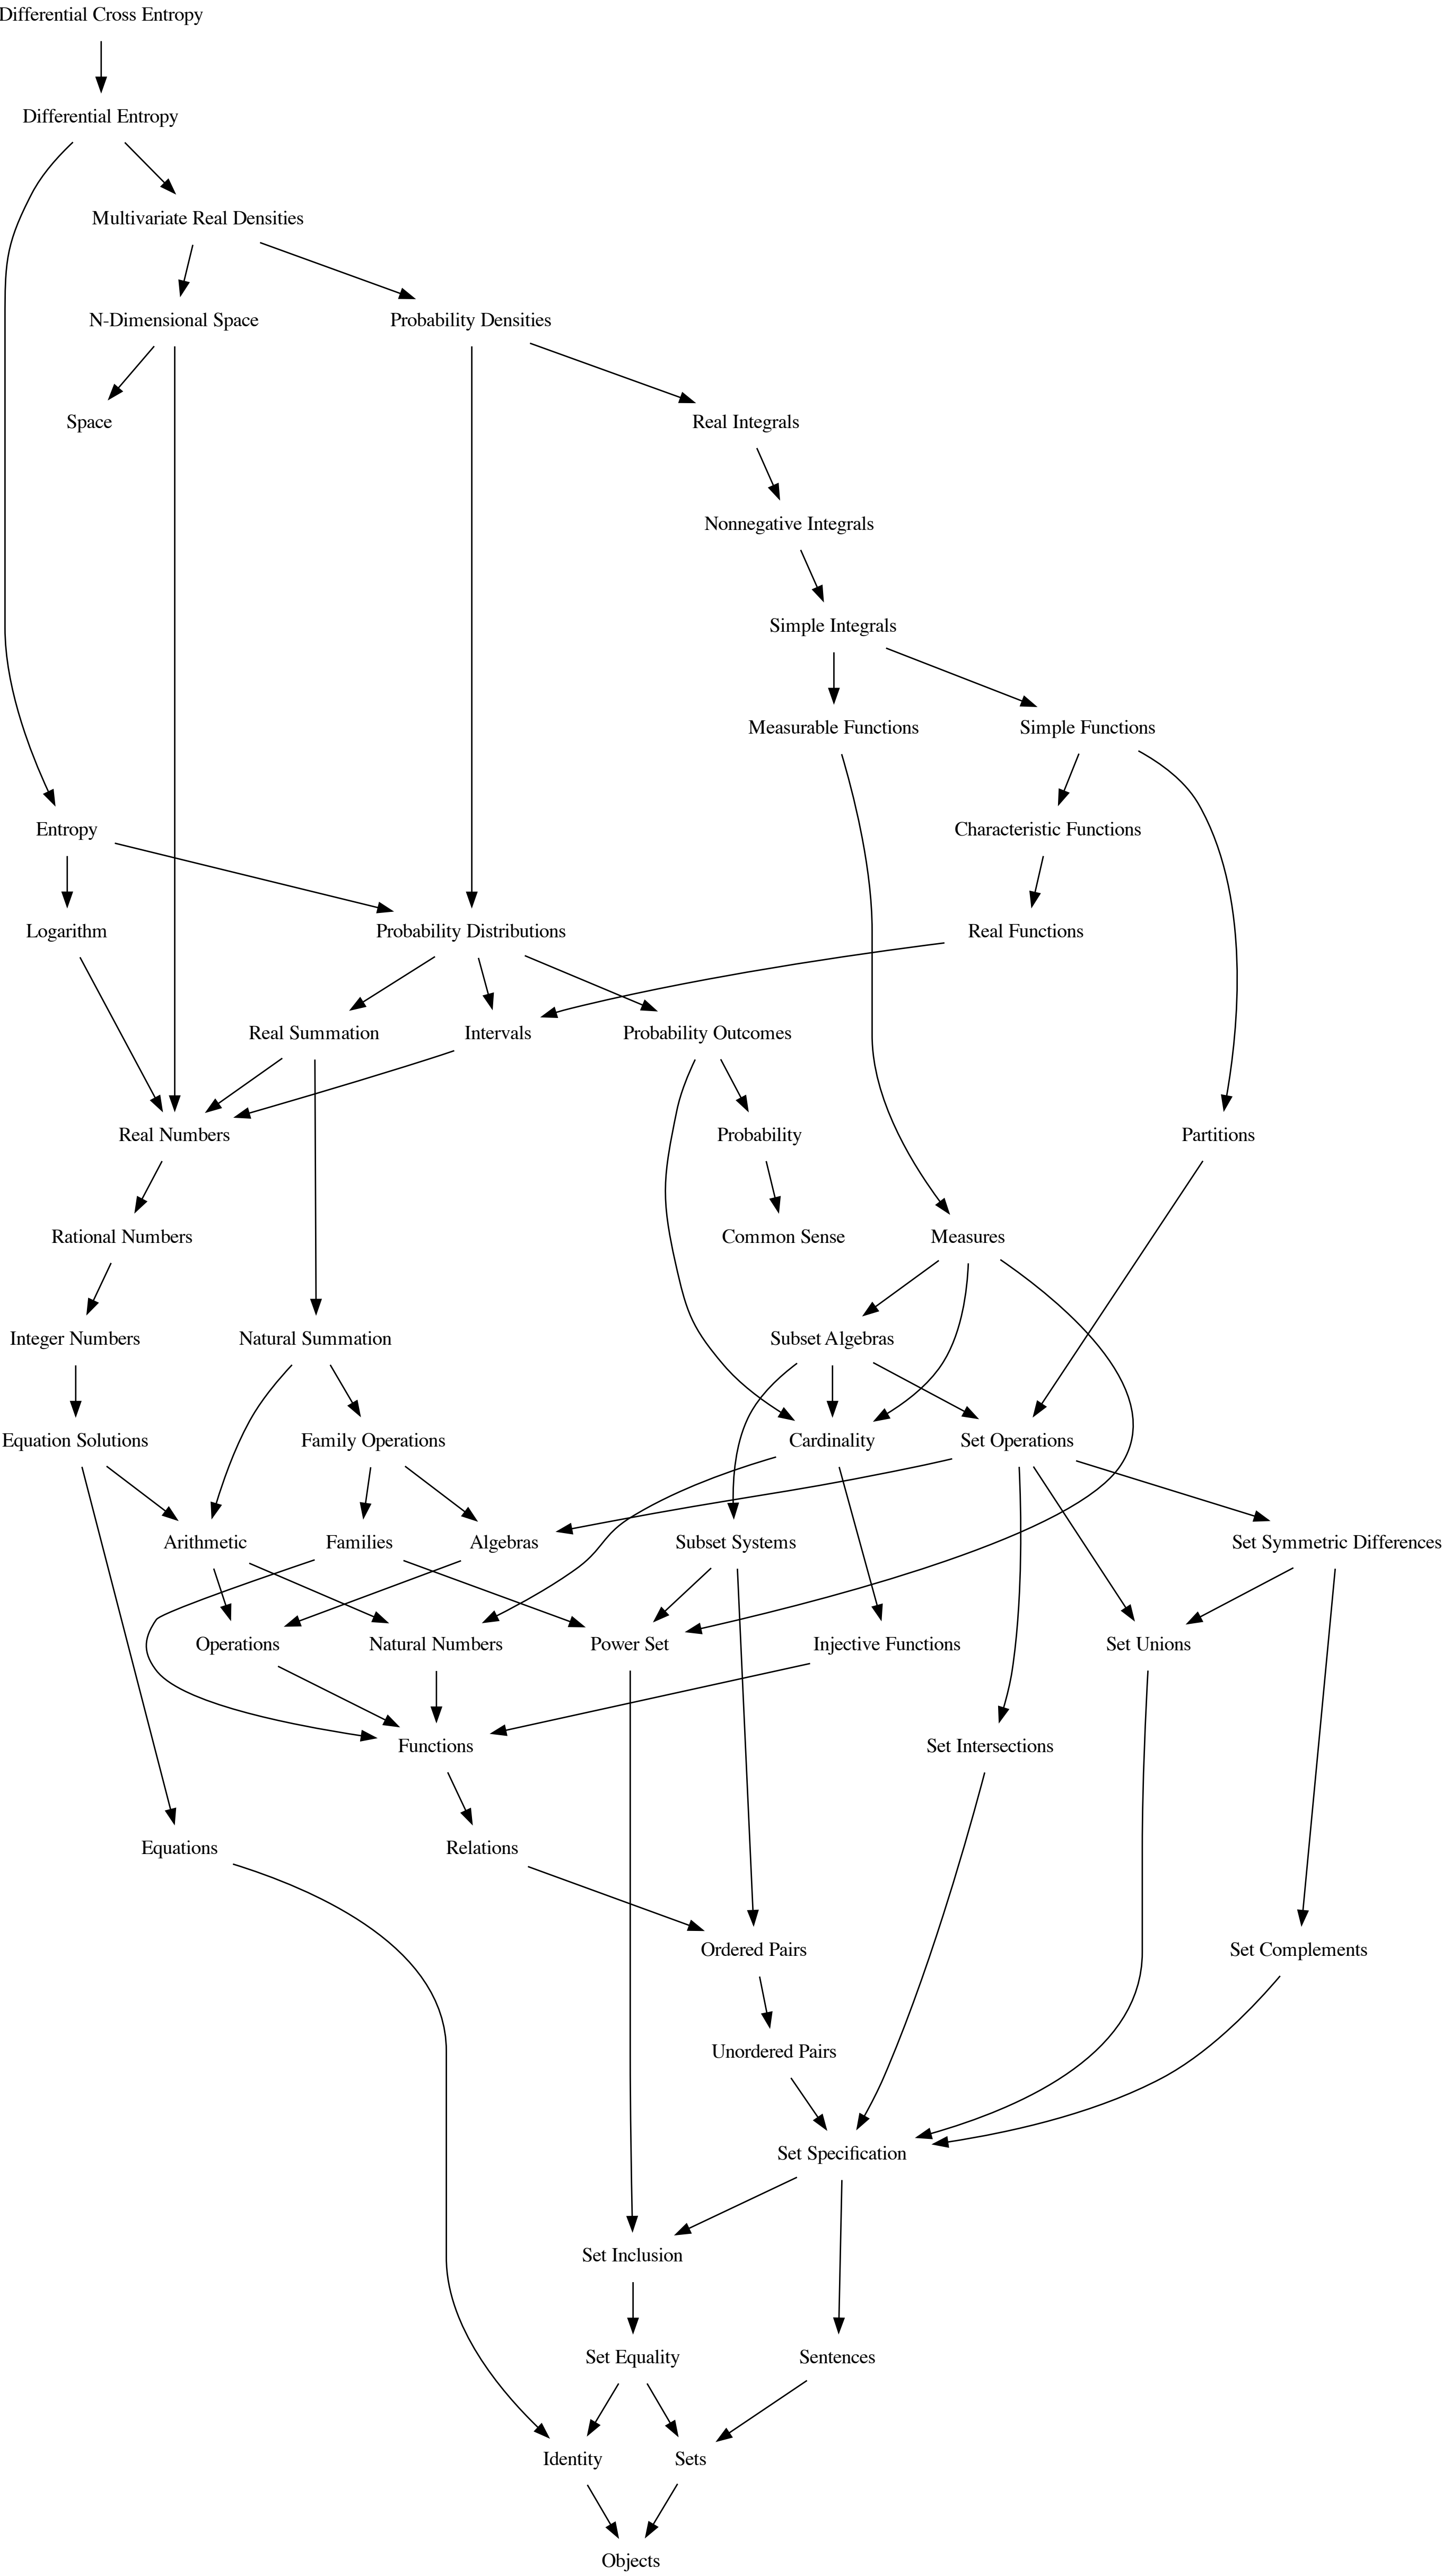 Differential Cross Entropy
Differential Entropy
Multivariate Real Densities
N-Dimensional Space
Probability Densities
Space
Real Integrals
Nonnegative Integrals
Simple Integrals
Measurable Functions
Simple Functions
Entropy
Characteristic Functions
Logarithm
Probability Distributions
Real Functions
Real Summation
Intervals
Probability Outcomes
Real Numbers
Probability
Partitions
Rational Numbers
Common Sense
Measures
Integer Numbers
Natural Summation
Subset Algebras
Equation Solutions
Family Operations
Cardinality
Set Operations
Arithmetic
Families
Algebras
Subset Systems
Set Symmetric Differences
Operations
Natural Numbers
Power Set
Injective Functions
Set Unions
Functions
Set Intersections
Equations
Relations
Ordered Pairs
Set Complements
Unordered Pairs
Set Specification
Set Inclusion
Set Equality
Sentences
Identity
Sets
Objects